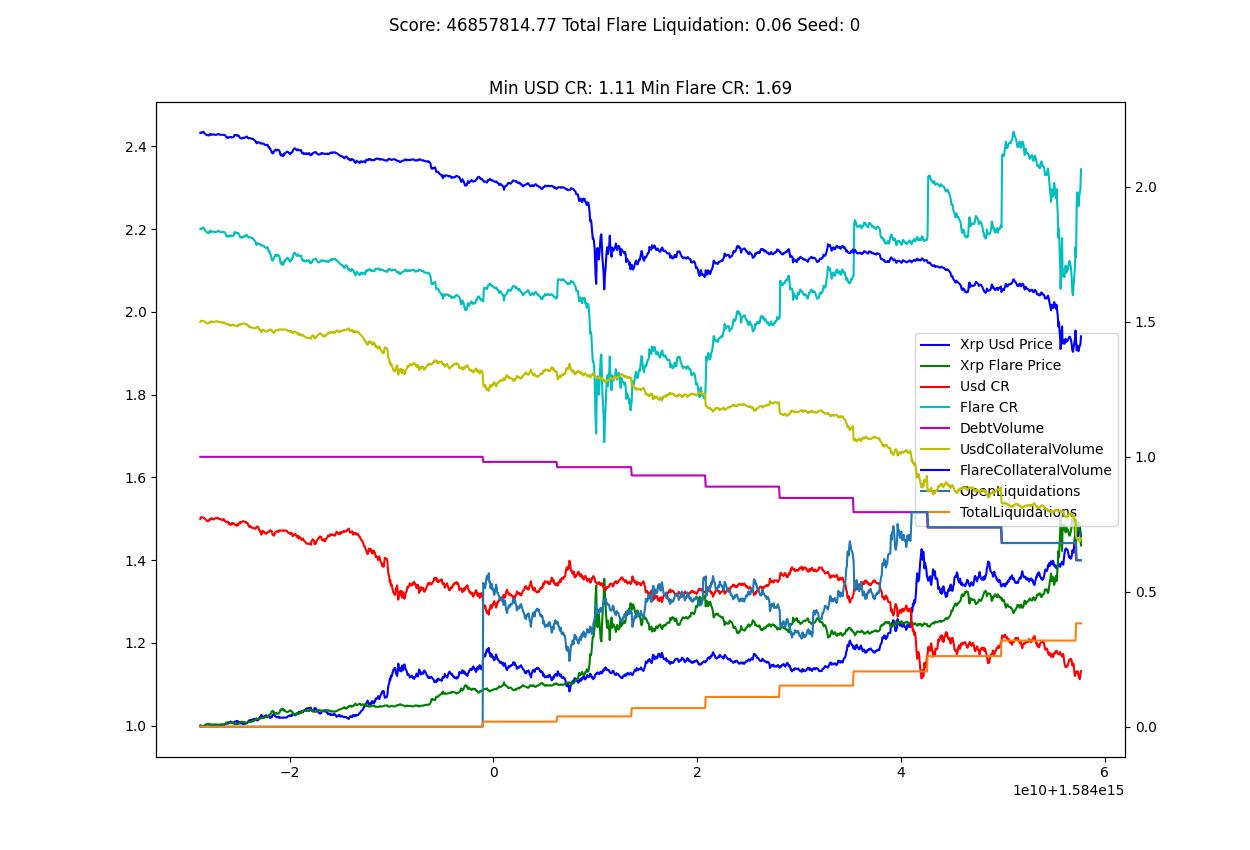 Score: 46857814.77 Total Flare Liquidation: 0.06 Seed: 0
Min USD CR: 1.11 Min Flare CR: 1.69
2.4
2.2
2.0
1.8
1.6
1.4
1.2
1.0
2.0
1.5
1.0
0.5
0.0
Xrp Usd Price
Xrp Flare Price
Usd CR
Flare CR
DebtVolume
UsdCollateralVolume
FlareCollateralVolume
OpenLiquidations
TotalLiquidations
−2 0 2 4 6
1e10+1.584e15